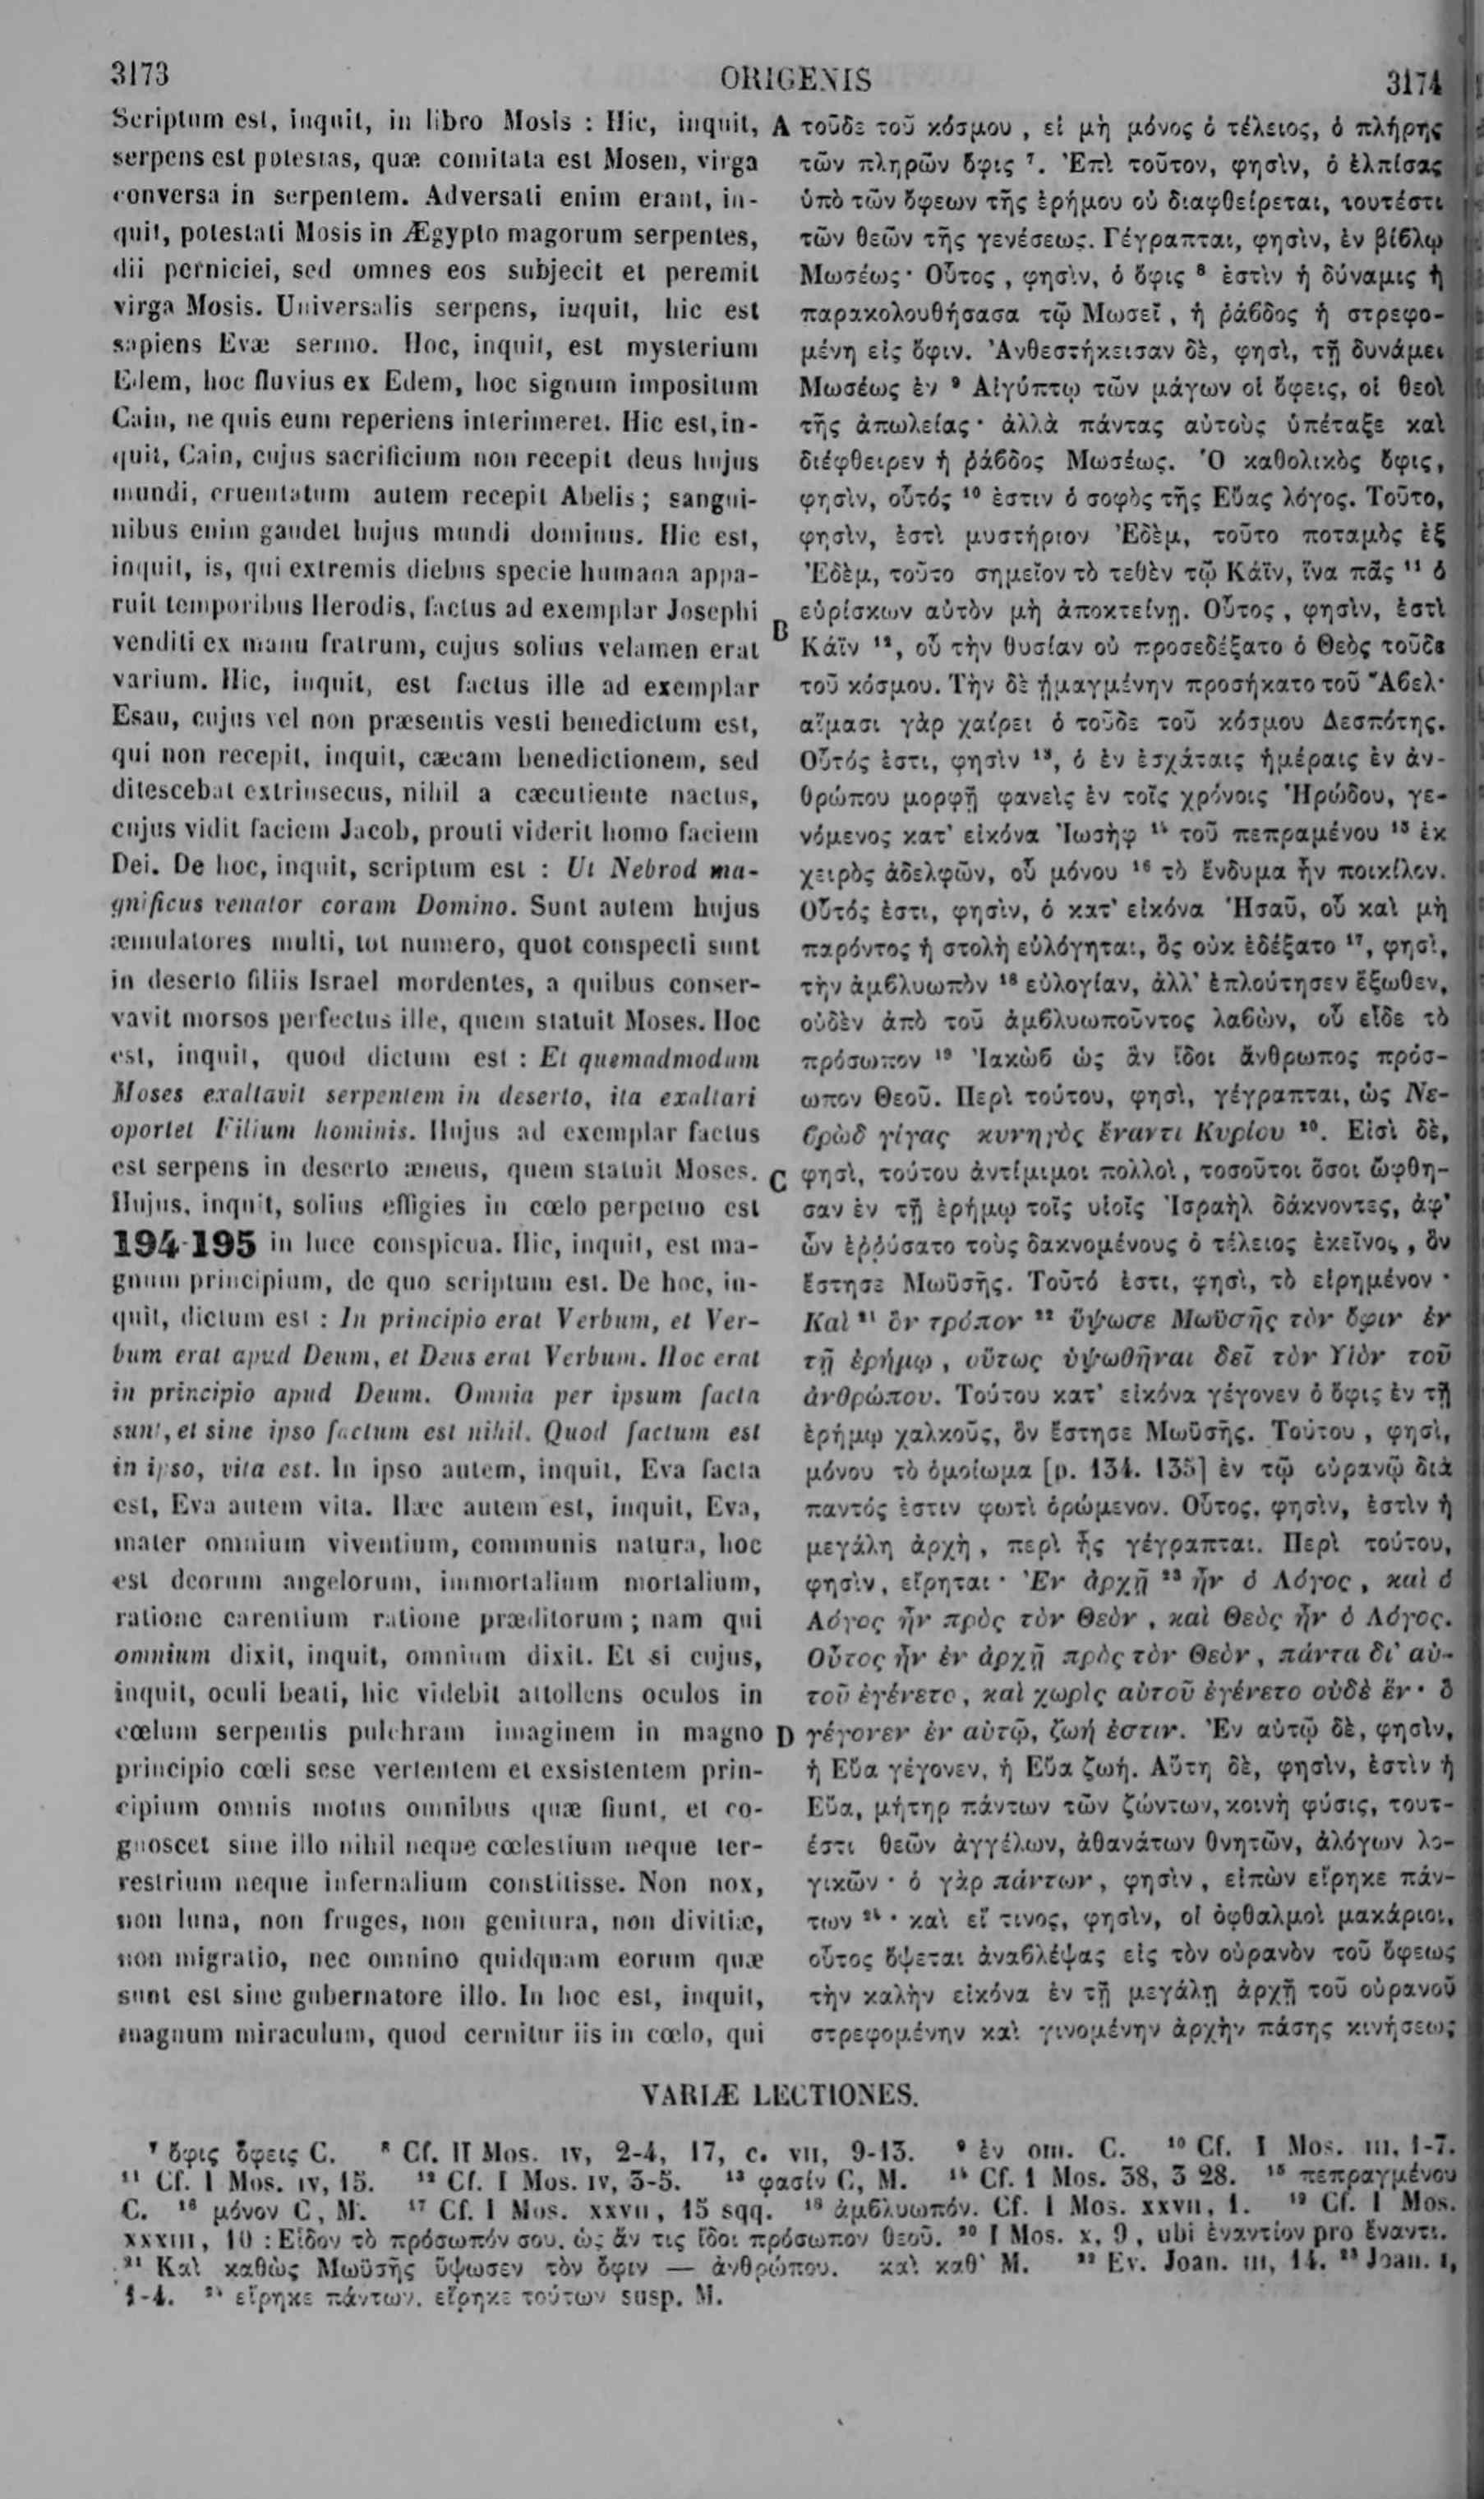 3173
ORIGENIS
3174
Scriptum est, inquit, in libro Mosis : Hic, inquit,
serpens est potestas, quæ comitata est Mosen, virga
conversa in serpentem. Adversati enim erant, in-
quit, potestati Mosis in Ægypto magorum serpentes,
dii perniciei, sed omnes eos subjecit et peremit
virga Mosis. Universalis serpens, inquit, hic est
sapiens Evæ sermo. Hoc, inquit, est mysterium
Edem, hoc fluvius ex Edem, hoc signum impositum
Cain, ne quis eum reperiens interimeret. Hic est, in-
quit, Cain, cujus sacrificium non recepit deus hujus
mundi, cruentatum autem recepit Abelis; sangui-
nibus enim gaudet hujus mundi dominus. Hic est,
inquit, is, qui extremis diebus specie humana appa-
ruit temporibus Herodis, factus ad exemplar Josephi
venditi ex manu fratrum, cujus solius velamen erat
varium. Hic, inquit, est factus ille ad exemplar
Esau, cujus vel non præsentis vesti benedictum est,
qui non recepit, inquit, cæcam benedictionem, sed
ditescebat extrinsecus, nihil a cæcutiente nactus,
cujus vidit faciem Jacob, prouti viderit homo faciem
Dei. De hoc, inquit, scriptum est : Ut Nebrod ma-
gnificus venator coram Domino. Sunt autem hujus
æmulatores multi, tot numero, quot conspecti sunt
in deserto filiis Israel mordentes, a quibus conser-
vavit morsos perfectus ille, quem statuit Moses. Hoc
est, inquit, quod dictum est : Et quemadmodum
Moses exaltavit serpentem in deserto, ita exaltari
oportet Filium hominis. Hujus ad exemplar factus
est serpens in deserto æneus, quem statuit Moses.
Hujus, inquit, solius effigies in cœlo perpetuo est
194-195 in luce conspicua. Hic, inquit, est ma-
gnum principium, de quo scriptum est. De hoc, in-
quit, dictum est : In principio erat Verbum, et Ver-
bum erat apud Deum, et Deus erat Verbum. Hoc erat
in principio apud Deum. Omnia per ipsum facta
sunt, et sine ipso factum est nihil. Quod factum est
in ipso, vita est. In ipso autem, inquit, Eva facta
est, Eva autem vita. Hæc autem est, inquit, Eva,
mater omnium viventium, communis natura, hoc
est deorum angelorum, immortalium mortalium,
ratione carentium ratione præditorum; nam qui
omnium dixit, inquit, omnium dixit. Et si cujus,
inquit, oculi beati, hic videbit attollens oculos in
cœlum serpentis pulchram imaginem in magno
principio cœli sese vertentem et exsistentem prin-
cipium omnis motus omnibus quæ fiunt, et co-
gnoscet sine illo nihil neque cœlestium neque ter-
restrium neque infernalium constitisse. Non nox,
non luna, non fruges, non genitura, non divitiæ,
non migratio, nec omnino quidquam eorum quæ
sunt est sine gubernatore illo. In hoc est, inquit,
magnum miraculum, quod cernitur iis in cœlo, qui
A τοῦδε τοῦ κόσμου, εἰ μὴ μόνος ὁ τέλειος, ὁ πλήρης
τῶν πληρῶν ὄφις ⁷. Ἐπὶ τοῦτον, φησὶν, ὁ ἐλπίσας
ὑπὸ τῶν ὄφεων τῆς ἐρήμου οὐ διαφθείρεται, τουτέστι
τῶν θεῶν τῆς γενέσεως. Γέγραπται, φησὶν, ἐν βίβλῳ
Μωσέως· Οὗτος, φησὶν, ὁ ὄφις ⁸ ἐστὶν ἡ δύναμις ἡ
παρακολουθήσασα τῷ Μωσεῖ, ἡ ῥάβδος ἡ στρεφο-
μένη εἰς ὄφιν. Ἀνθεστήκεισαν δὲ, φησὶ, τῇ δυνάμει
Μωσέως ἐν ⁹ Αἰγύπτῳ τῶν μάγων οἱ ὄφεις, οἱ θεοὶ
τῆς ἀπωλείας· ἀλλὰ πάντας αὐτοὺς ὑπέταξε καὶ
διέφθειρεν ἡ ῥάβδος Μωσέως. Ὁ καθολικὸς ὄφις,
φησὶν, οὗτός ¹⁰ ἐστιν ὁ σοφὸς τῆς Εὔας λόγος. Τοῦτο,
φησὶν, ἐστὶ μυστήριον Ἐδὲμ, τοῦτο ποταμὸς ἐξ
Ἐδὲμ, τοῦτο σημεῖον τὸ τεθὲν τῷ Κάϊν, ἵνα πᾶς ¹¹ ὁ
εὑρίσκων αὐτὸν μὴ ἀποκτείνῃ. Οὗτος, φησὶν, ἐστὶ
B Κάϊν ¹², οὗ τὴν θυσίαν οὐ προσεδέξατο ὁ Θεὸς τοῦδε
τοῦ κόσμου. Τὴν δὲ ᾑμαγμένην προσήκατο τοῦ Ἄβελ·
αἵμασι γὰρ χαίρει ὁ τοῦδε τοῦ κόσμου Δεσπότης.
Οὗτός ἐστι, φησὶν ¹³, ὁ ἐν ἐσχάταις ἡμέραις ἐν ἀν-
θρώπου μορφῇ φανεὶς ἐν τοῖς χρόνοις Ἡρώδου, γε-
νόμενος κατ' εἰκόνα Ἰωσὴφ ¹⁴ τοῦ πεπραμένου ¹⁵ ἐκ
χειρὸς ἀδελφῶν, οὗ μόνου ¹⁶ τὸ ἔνδυμα ἦν ποικίλον.
Οὗτός ἐστι, φησὶν, ὁ κατ' εἰκόνα Ἡσαῦ, οὗ καὶ μὴ
παρόντος ἡ στολὴ εὐλόγηται, ὃς οὐκ ἐδέξατο ¹⁷, φησὶ,
τὴν ἀμβλυωπὸν ¹⁸ εὐλογίαν, ἀλλ' ἐπλούτησεν ἔξωθεν,
οὐδὲν ἀπὸ τοῦ ἀμβλυωποῦντος λαβὼν, οὗ εἶδε τὸ
πρόσωπον ¹⁹ Ἰακὼβ ὡς ἂν ἴδοι ἄνθρωπος πρόσ-
ωπον Θεοῦ. Περὶ τούτου, φησὶ, γέγραπται, ὡς Νε-
βρὼδ γίγας κυνηγὸς ἔναντι Κυρίου ²⁰. Εἰσὶ δὲ,
C φησὶ, τούτου ἀντίμιμοι πολλοὶ, τοσοῦτοι ὅσοι ὤφθη-
σαν ἐν τῇ ἐρήμῳ τοῖς υἱοῖς Ἰσραὴλ δάκνοντες, ἀφ'
ὧν ἐῤῥύσατο τοὺς δακνομένους ὁ τέλειος ἐκεῖνος, ὃν
ἔστησε Μωϋσῆς. Τοῦτό ἐστι, φησὶ, τὸ εἰρημένον·
Καὶ ²¹ ὃν τρόπον ²² ὕψωσε Μωϋσῆς τὸν ὄφιν ἐν
τῇ ἐρήμῳ, οὕτως ὑψωθῆναι δεῖ τὸν Υἱὸν τοῦ
ἀνθρώπου. Τούτου κατ' εἰκόνα γέγονεν ὁ ὄφις ἐν τῇ
ἐρήμῳ χαλκοῦς, ὃν ἔστησε Μωϋσῆς. Τούτου, φησὶ,
μόνου τὸ ὁμοίωμα [p. 134. 135] ἐν τῷ οὐρανῷ διὰ
παντός ἐστιν φωτὶ ὁρώμενον. Οὗτος, φησὶν, ἐστὶν ἡ
μεγάλη ἀρχὴ, περὶ ἧς γέγραπται. Περὶ τούτου,
φησὶν, εἴρηται· Ἐν ἀρχῇ ²³ ἦν ὁ Λόγος, καὶ ὁ
Λόγος ἦν πρὸς τὸν Θεὸν, καὶ Θεὸς ἦν ὁ Λόγος.
Οὗτος ἦν ἐν ἀρχῇ πρὸς τὸν Θεὸν, πάντα δι' αὐ-
τοῦ ἐγένετο, καὶ χωρὶς αὐτοῦ ἐγένετο οὐδὲ ἕν· ὃ
D γέγονεν ἐν αὐτῷ, ζωή ἐστιν. Ἐν αὐτῷ δὲ, φησὶν,
ἡ Εὔα γέγονεν, ἡ Εὔα ζωή. Αὕτη δὲ, φησὶν, ἐστὶν ἡ
Εὔα, μήτηρ πάντων τῶν ζώντων, κοινὴ φύσις, τουτ-
έστι θεῶν ἀγγέλων, ἀθανάτων θνητῶν, ἀλόγων λο-
γικῶν· ὁ γὰρ πάντων, φησὶν, εἰπὼν εἴρηκε πάν-
των ²⁴· καὶ εἴ τινος, φησὶν, οἱ ὀφθαλμοὶ μακάριοι,
οὗτος ὄψεται ἀναβλέψας εἰς τὸν οὐρανὸν τοῦ ὄφεως
τὴν καλὴν εἰκόνα ἐν τῇ μεγάλῃ ἀρχῇ τοῦ οὐρανοῦ
στρεφομένην καὶ γινομένην ἀρχὴν πάσης κινήσεως
VARIÆ LECTIONES.
⁷ ὄφις ὄφεις C. ⁸ Cf. II Mos. IV, 2-4, 17, c. VII, 9-13. ⁹ ἐν om. C. ¹⁰ Cf. I Mos. III, 1-7.
¹¹ Cf. I Mos. IV, 15. ¹² Cf. I Mos. IV, 3-5. ¹³ φασίν C, M. ¹⁴ Cf. I Mos. 38, 3 28. ¹⁵ πεπραγμένου
C. ¹⁶ μόνον C, M. ¹⁷ Cf. I Mos. XXVII, 15 sqq. ¹⁸ ἀμβλυωπόν. Cf. I Mos. XXVII, 1. ¹⁹ Cf. I Mos.
XXXIII, 10 : Εἶδον τὸ πρόσωπόν σου, ὡς ἄν τις ἴδοι πρόσωπον θεοῦ. ²⁰ I Mos. X, 9, ubi ἐναντίον pro ἔναντι.
²¹ Καὶ καθὼς Μωϋσῆς ὕψωσεν τὸν ὄφιν — ἀνθρώπου. καὶ καθ' M. ²² Ev. Joan. III, 14. ²³ Joan. I,
1-4. ²⁴ εἴρηκε πάντων. εἴρηκε τούτων susp. M.